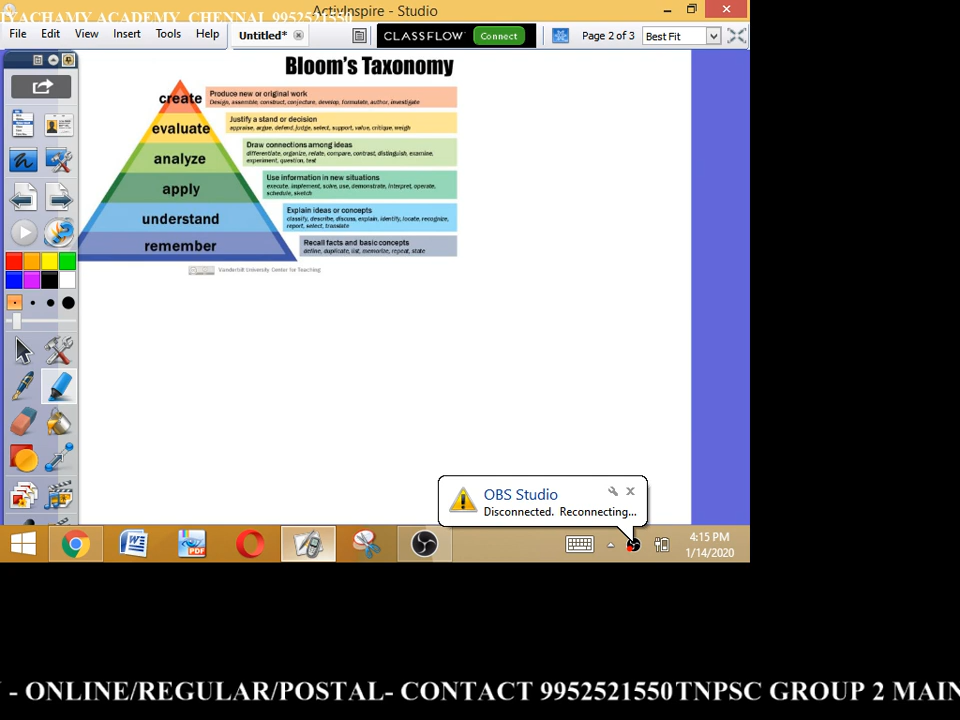 IYACHAMY ACADEMY, CHENNAI 9952521550
ActivInspire - Studio
File Edit View Insert Tools Help Untitled* CLASSFLOW Connect Page 2 of 3 Best Fit
Bloom's Taxonomy
create
Produce new or original work
Design, assemble, construct, conjecture, develop, formulate, author, investigate
evaluate
Justify a stand or decision
appraise, argue, defend, judge, select, support, value, critique, weigh
analyze
Draw connections among ideas
differentiate, organize, relate, compare, contrast, distinguish, examine,
experiment, question, test
apply
Use information in new situations
execute, implement, solve, use, demonstrate, interpret, operate,
schedule, sketch
understand
Explain ideas or concepts
classify, describe, discuss, explain, identify, locate, recognize,
report, select, translate
remember
Recall facts and basic concepts
define, duplicate, list, memorize, repeat, state
Vanderbilt University Center for Teaching
OBS Studio
Disconnected. Reconnecting...
PDF
4:15 PM
1/14/2020
- ONLINE/REGULAR/POSTAL- CONTACT 9952521550 TNPSC GROUP 2 MAIN